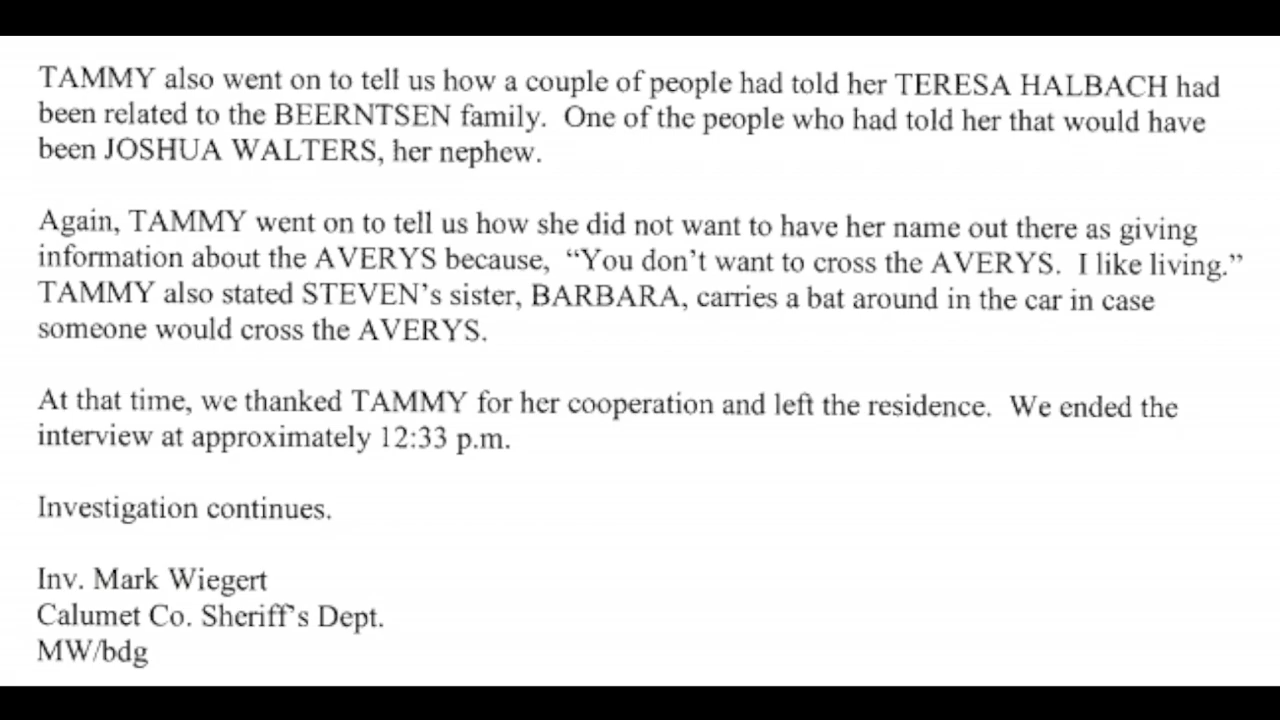 TAMMY also went on to tell us how a couple of people had told her TERESA HALBACH had
been related to the BEERNTSEN family.  One of the people who had told her that would have
been JOSHUA WALTERS, her nephew.
Again, TAMMY went on to tell us how she did not want to have her name out there as giving
information about the AVERYS because,  “You don’t want to cross the AVERYS.  I like living.”
TAMMY also stated STEVEN’s sister, BARBARA, carries a bat around in the car in case
someone would cross the AVERYS.
At that time, we thanked TAMMY for her cooperation and left the residence.  We ended the
interview at approximately 12:33 p.m.
Investigation continues.
Inv. Mark Wiegert
Calumet Co. Sheriff’s Dept.
MW/bdg